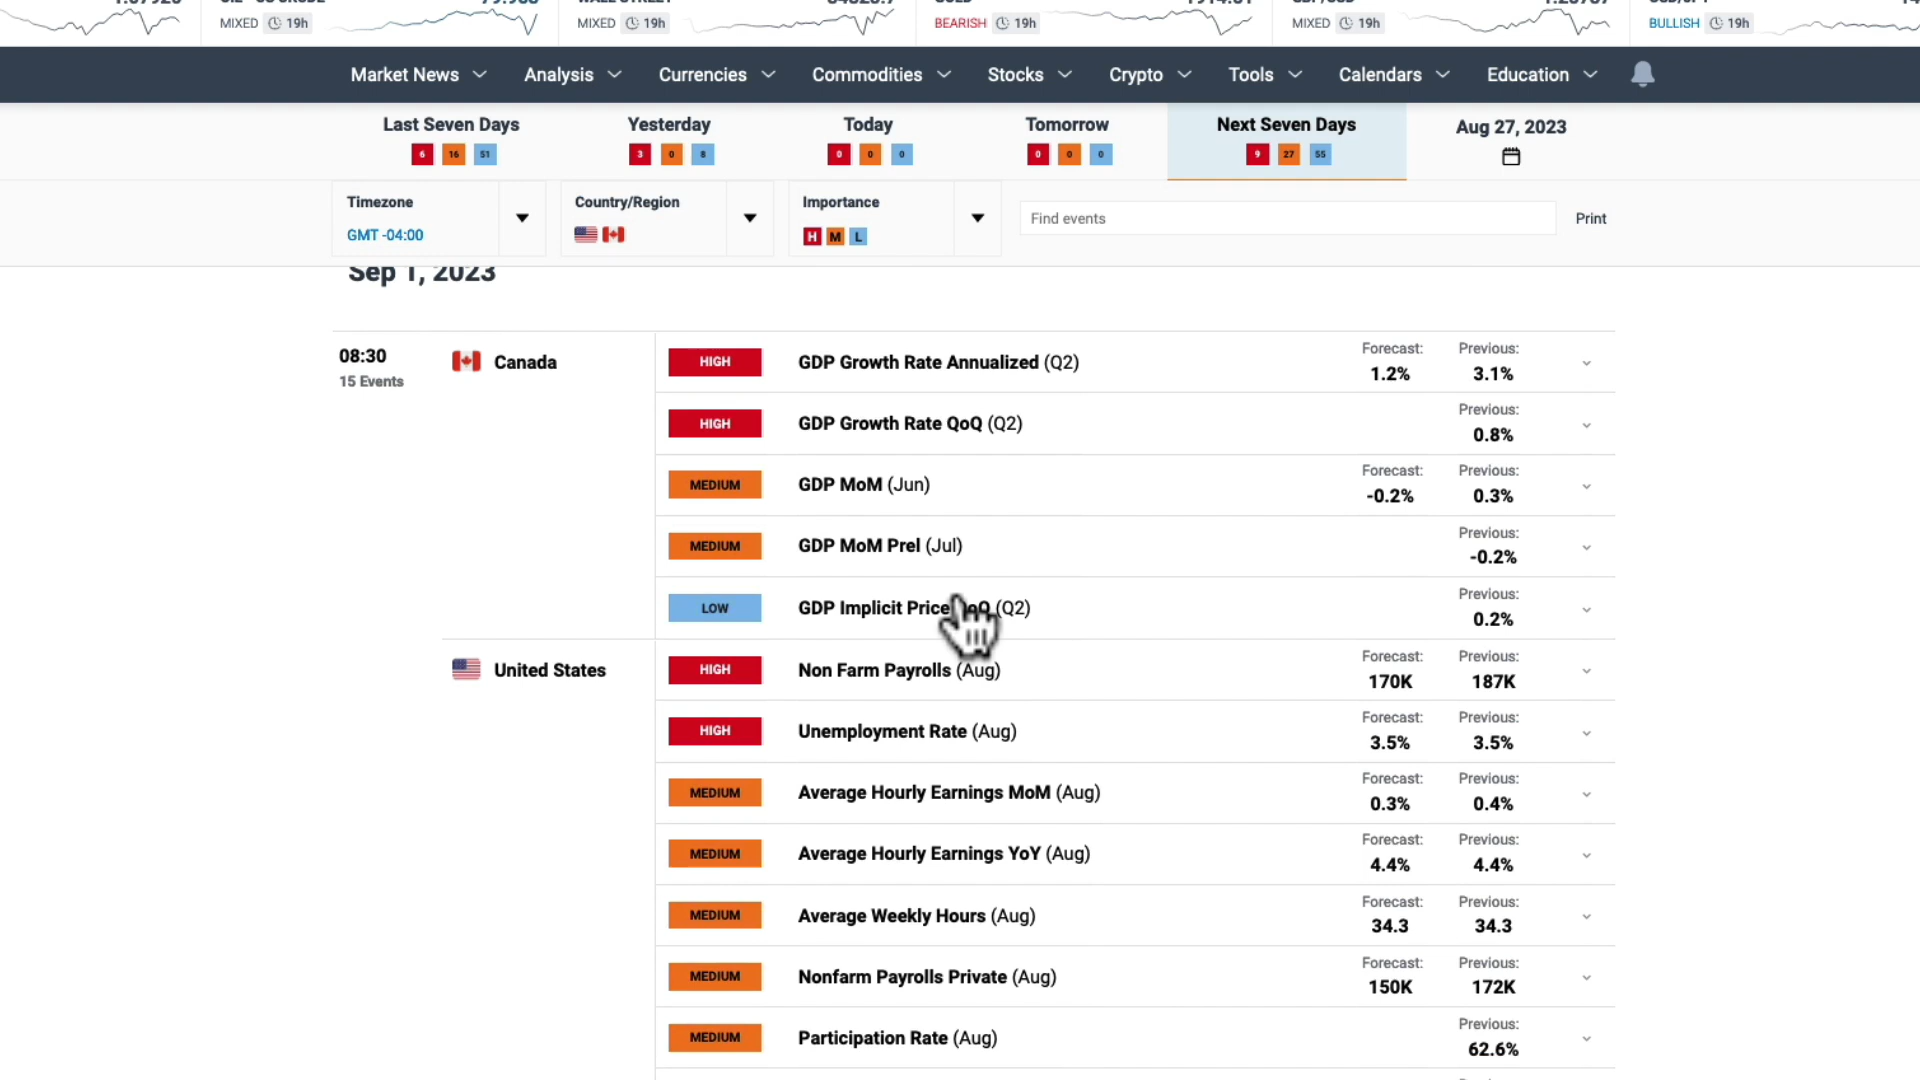 MIXED 19h MIXED 19h BEARISH 19h MIXED 19h BULLISH 19h
Market News Analysis Currencies Commodities Stocks Crypto Tools Calendars Education
Last Seven Days Yesterday Today Tomorrow Next Seven Days Aug 27, 2023
6 16 51 3 0 8 0 0 0 0 0 0 9 27 55
Timezone Country/Region Importance
Find events Print
GMT -04:00 H M L
Sep 1, 2023
08:30
15 Events
Canada
HIGH GDP Growth Rate Annualized (Q2) Forecast: 1.2% Previous: 3.1%
HIGH GDP Growth Rate QoQ (Q2) Previous: 0.8%
MEDIUM GDP MoM (Jun) Forecast: -0.2% Previous: 0.3%
MEDIUM GDP MoM Prel (Jul) Previous: -0.2%
LOW GDP Implicit Price (Q2) Previous: 0.2%
United States
HIGH Non Farm Payrolls (Aug) Forecast: 170K Previous: 187K
HIGH Unemployment Rate (Aug) Forecast: 3.5% Previous: 3.5%
MEDIUM Average Hourly Earnings MoM (Aug) Forecast: 0.3% Previous: 0.4%
MEDIUM Average Hourly Earnings YoY (Aug) Forecast: 4.4% Previous: 4.4%
MEDIUM Average Weekly Hours (Aug) Forecast: 34.3 Previous: 34.3
MEDIUM Nonfarm Payrolls Private (Aug) Forecast: 150K Previous: 172K
MEDIUM Participation Rate (Aug) Previous: 62.6%